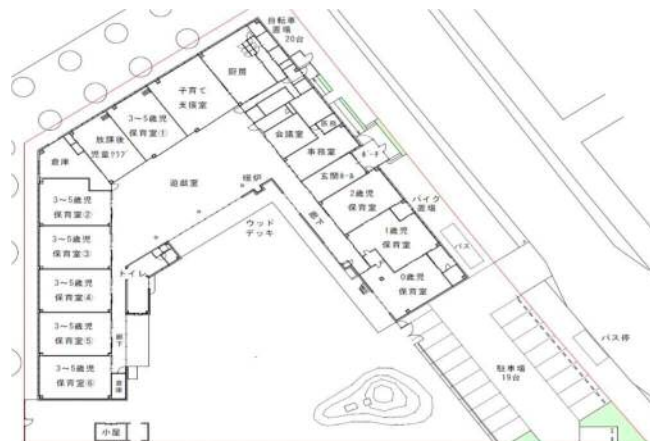 自転車
置場
20台
厨房
子育て
支援室
3〜5歳児
保育室①
放課後
児童クラブ
倉庫
会議室
医務
事務室
ポーチ
玄関ホール
遊戯室
暖炉
2歳児
保育室
バイク
置場
3〜5歳児
保育室②
ウッド
デッキ
廊下
1歳児
保育室
バス
3〜5歳児
保育室③
トイレ
0歳児
保育室
3〜5歳児
保育室④
3〜5歳児
保育室⑤
廊下
バス停
駐車場
19台
3〜5歳児
保育室⑥
倉庫
小屋